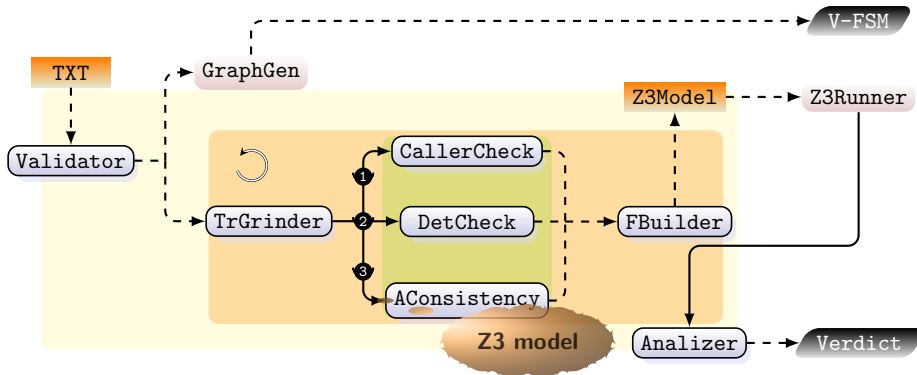 V-FSM
TXT
GraphGen
Z3Model
Z3Runner
Validator
CallerCheck
1
TrGrinder
2
DetCheck
FBuilder
3
AConsistency
Z3 model
Analizer
Verdict